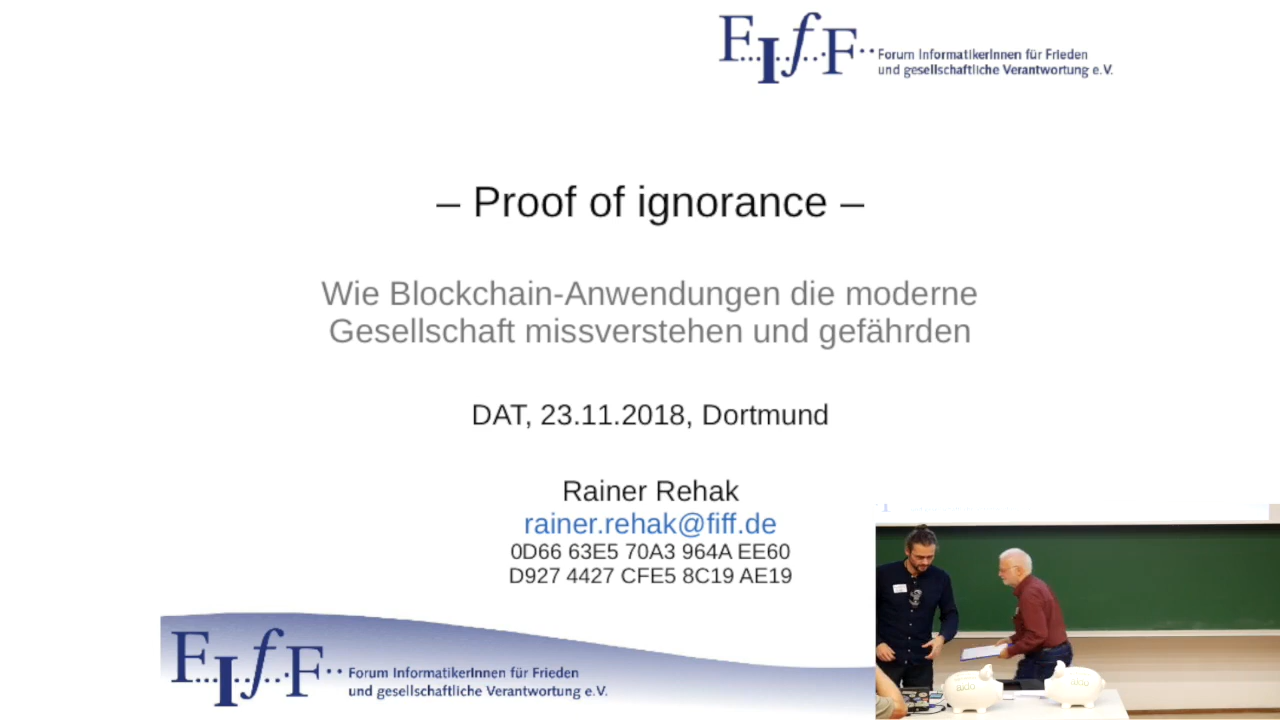 FIfF Forum InformatikerInnen für Frieden
und gesellschaftliche Verantwortung e.V.
– Proof of ignorance –
Wie Blockchain-Anwendungen die moderne
Gesellschaft missverstehen und gefährden
DAT, 23.11.2018, Dortmund
Rainer Rehak
rainer.rehak@fiff.de
0D66 63E5 70A3 964A EE60
D927 4427 CFE5 8C19 AE19
FIfF Forum InformatikerInnen für Frieden
und gesellschaftliche Verantwortung e.V.